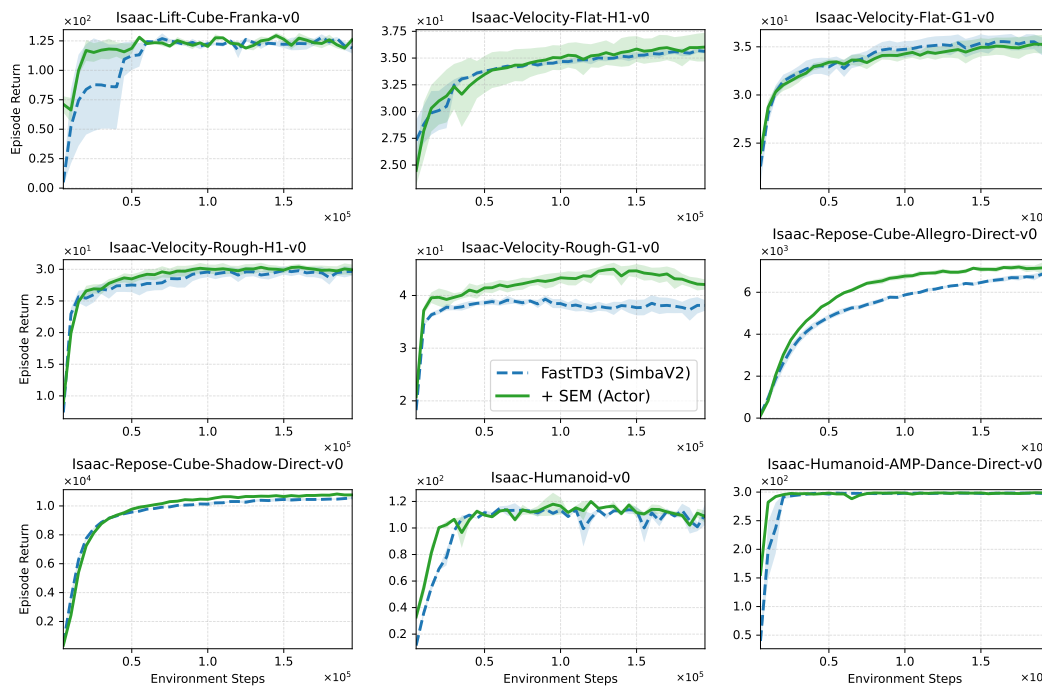 Isaac-Lift-Cube-Franka-v0
×10²
1.25
1.00
0.75
0.50
0.25
0.00
Episode Return
0.5 1.0 1.5
×10⁵
Isaac-Velocity-Flat-H1-v0
×10¹
3.75
3.50
3.25
3.00
2.75
2.50
0.5 1.0 1.5
×10⁵
Isaac-Velocity-Flat-G1-v0
×10¹
3.5
3.0
2.5
0.5 1.0 1.5
Isaac-Velocity-Rough-H1-v0
×10¹
3.0
2.5
2.0
1.5
1.0
Episode Return
0.5 1.0 1.5
×10⁵
Isaac-Velocity-Rough-G1-v0
×10¹
4
3
2
FastTD3 (SimbaV2)
+ SEM (Actor)
0.5 1.0 1.5
×10⁵
Isaac-Repose-Cube-Allegro-Direct-v0
×10³
6
4
2
0
0.5 1.0 1.5
Isaac-Repose-Cube-Shadow-Direct-v0
×10⁴
1.0
0.8
0.6
0.4
0.2
Episode Return
0.5 1.0 1.5
Environment Steps
×10⁵
Isaac-Humanoid-v0
×10²
1.2
1.0
0.8
0.6
0.4
0.2
0.5 1.0 1.5
Environment Steps
×10⁵
Isaac-Humanoid-AMP-Dance-Direct-v0
×10²
3.0
2.5
2.0
1.5
1.0
0.5
0.5 1.0 1.5
Environment Steps